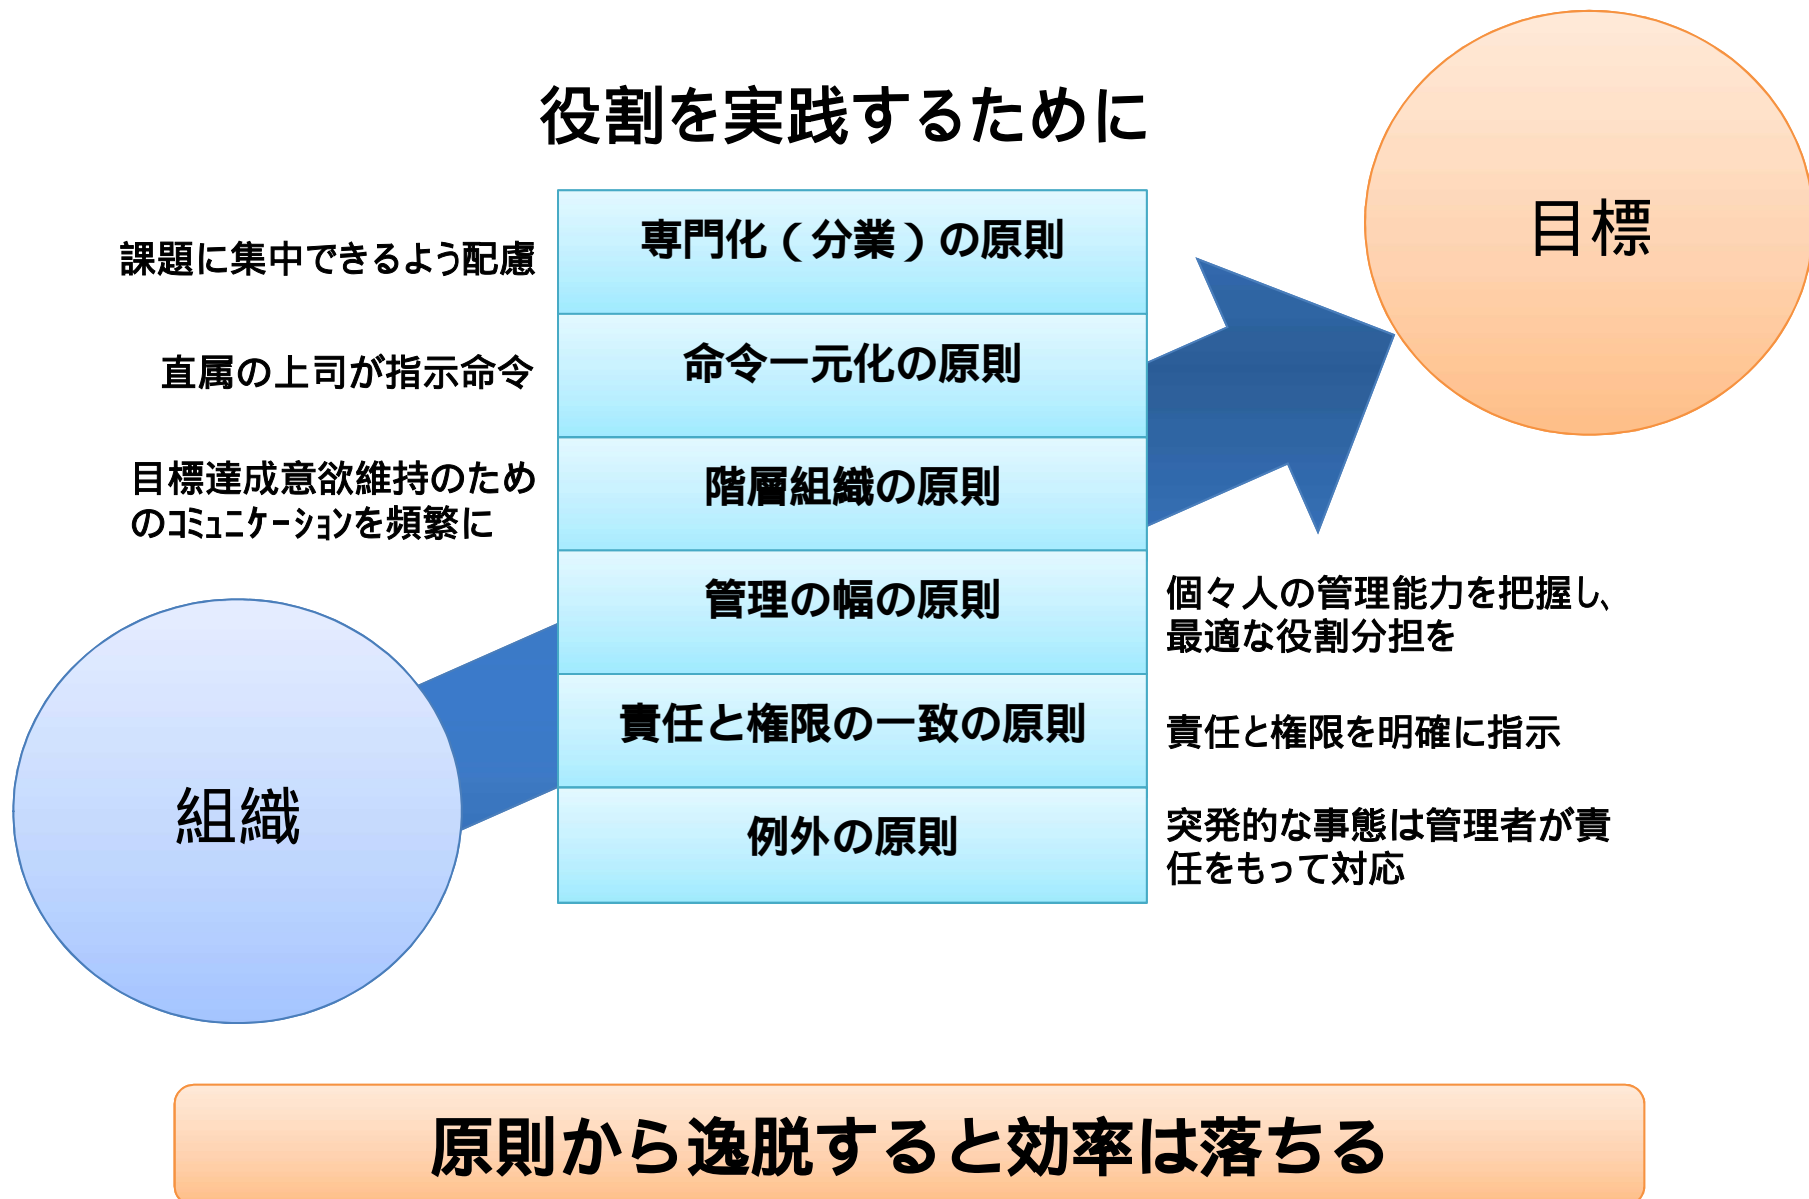 役割を実践するために
目標
専門化(分業)の原則
課題に集中できるよう配慮
命令一元化の原則
直属の上司が指示命令
階層組織の原則
目標達成意欲維持のため
のｺﾐｭﾆｹｰｼｮﾝを頻繁に
管理の幅の原則
個々人の管理能力を把握し、
最適な役割分担を
責任と権限の一致の原則
責任と権限を明確に指示
組織
例外の原則
突発的な事態は管理者が責
任をもって対応
原則から逸脱すると効率は落ちる